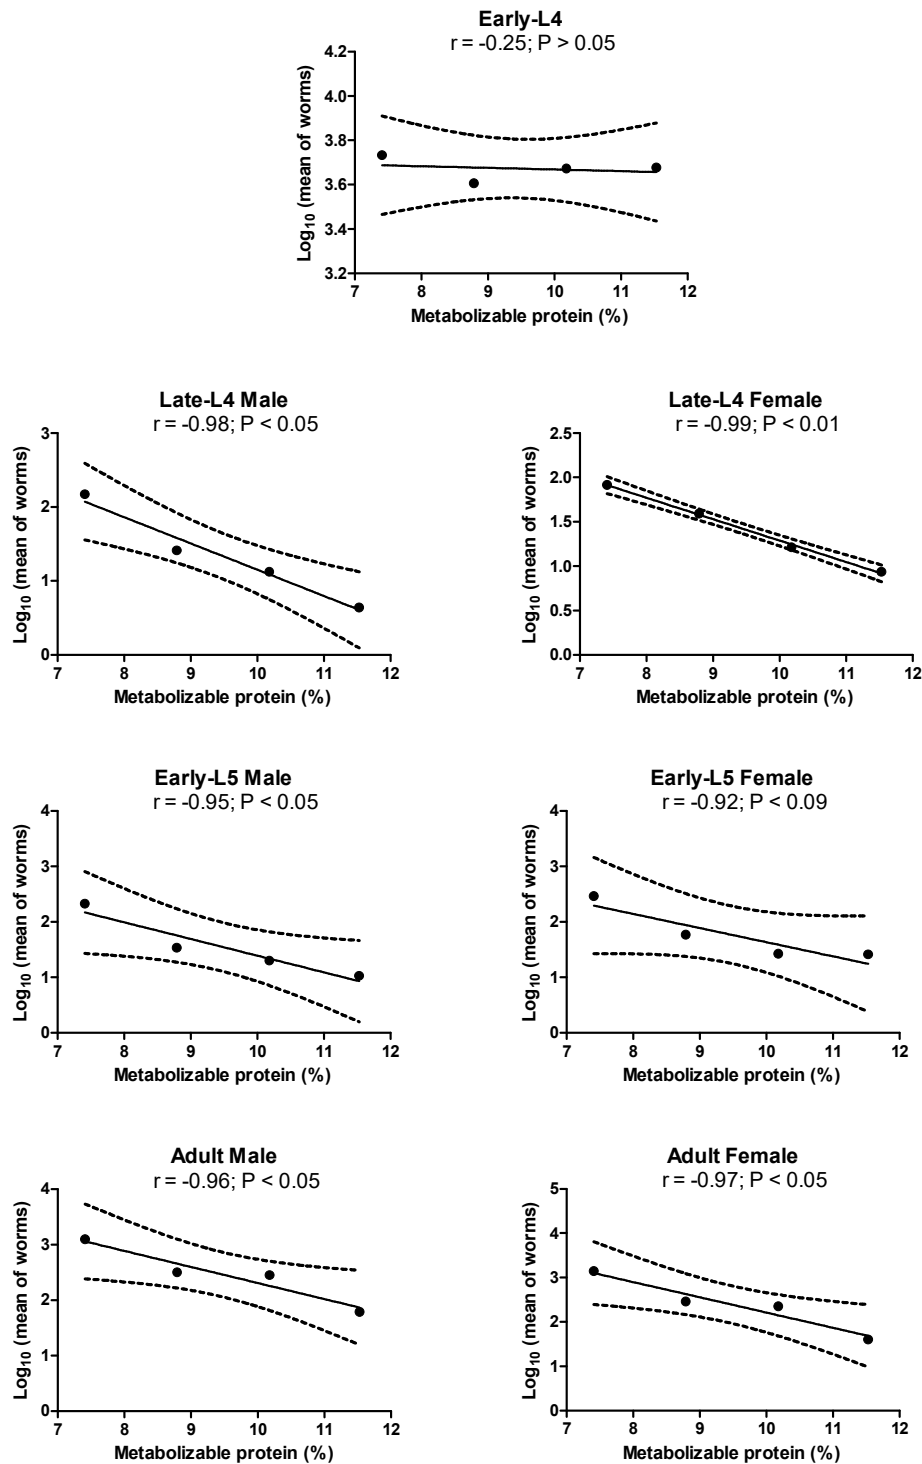 Early-L4
r = -0.25; P > 0.05
4.2
4.0
3.8
3.6
3.4
3.2
Log₁₀ (mean of worms)
7 8 9 10 11 12
Metabolizable protein (%)
Late-L4 Male
r = -0.98; P < 0.05
3
2
1
0
Log₁₀ (mean of worms)
7 8 9 10 11 12
Metabolizable protein (%)
Late-L4 Female
r = -0.99; P < 0.01
2.5
2.0
1.5
1.0
0.5
0.0
Log₁₀ (mean of worms)
7 8 9 10 11 12
Metabolizable protein (%)
Early-L5 Male
r = -0.95; P < 0.05
4
3
2
1
0
Log₁₀ (mean of worms)
7 8 9 10 11 12
Metabolizable protein (%)
Early-L5 Female
r = -0.92; P < 0.09
4
3
2
1
0
Log₁₀ (mean of worms)
7 8 9 10 11 12
Metabolizable protein (%)
Adult Male
r = -0.96; P < 0.05
4
3
2
1
0
Log₁₀ (mean of worms)
7 8 9 10 11 12
Metabolizable protein (%)
Adult Female
r = -0.97; P < 0.05
5
4
3
2
1
0
Log₁₀ (mean of worms)
7 8 9 10 11 12
Metabolizable protein (%)